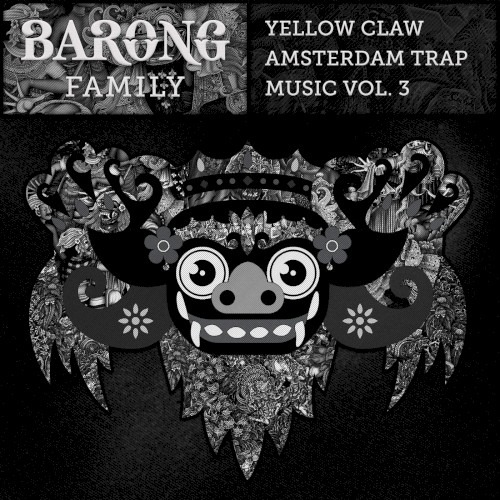 BARONG
FAMILY
YELLOW CLAW
AMSTERDAM TRAP
MUSIC VOL. 3